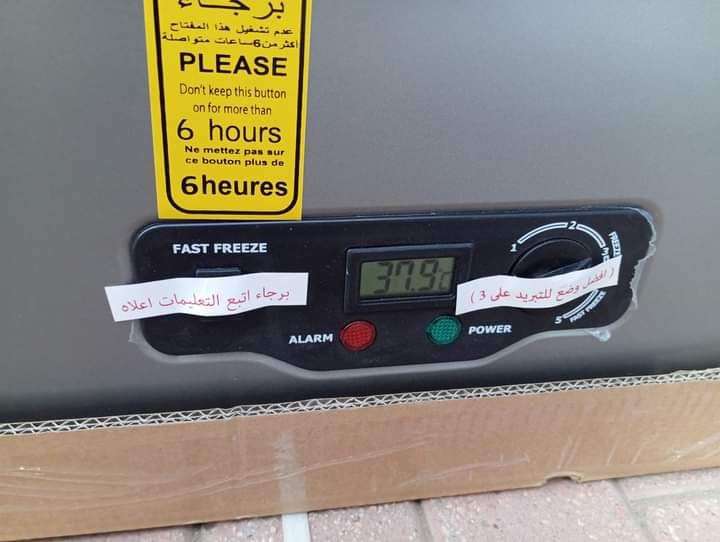 برجاء
عدم تشغيل هذا المفتاح
أكثر من 6 ساعات متواصلة
PLEASE
Don't keep this button
on for more than
6 hours
Ne mettez pas sur
ce bouton plus de
6 heures
FAST FREEZE
برجاء اتبع التعليمات اعلاه
37.9c
1
2
(افضل وضع للتبريد على 3)
5
FAST FREEZE
ALARM
POWER